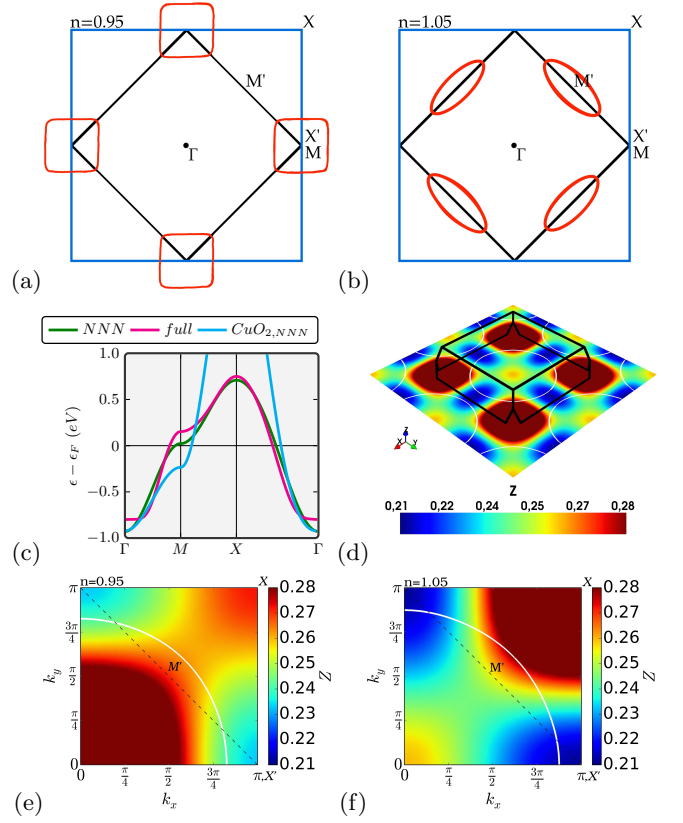 n=0.95 X
M'
X'
M
Γ
(a)
n=1.05 X
M'
X'
M
Γ
(b)
NNN full CuO₂,NNN
1.0
0.5
0
−0.5
−1.0
ϵ − ϵF (eV)
Γ M X Γ
(c)
Z
X Y
Z
0,21 0,22 0,24 0,25 0,27 0,28
(d)
n=0.95 X
π
3π/4
π/2
π/4
0
ky
M'
0 π/4 π/2 3π/4 π,X'
kx
0.28
0.27
0.26
0.25
0.24
0.23
0.22
0.21
Z
(e)
n=1.05 X
π
3π/4
π/2
π/4
0
ky
M'
0 π/4 π/2 3π/4 π,X'
kx
0.28
0.27
0.26
0.25
0.24
0.23
0.22
0.21
Z
(f)